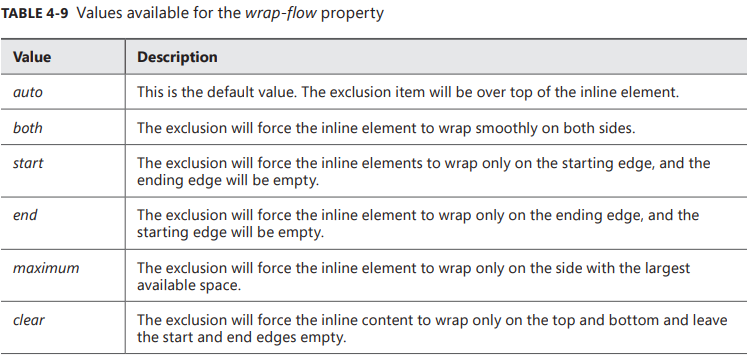 TABLE 4-9 Values available for the wrap-flow property
Value Description
auto This is the default value. The exclusion item will be over top of the inline element.
both The exclusion will force the inline element to wrap smoothly on both sides.
start The exclusion will force the inline elements to wrap only on the starting edge, and the
ending edge will be empty.
end The exclusion will force the inline element to wrap only on the ending edge, and the
starting edge will be empty.
maximum The exclusion will force the inline element to wrap only on the side with the largest
available space.
clear The exclusion will force the inline content to wrap only on the top and bottom and leave
the start and end edges empty.